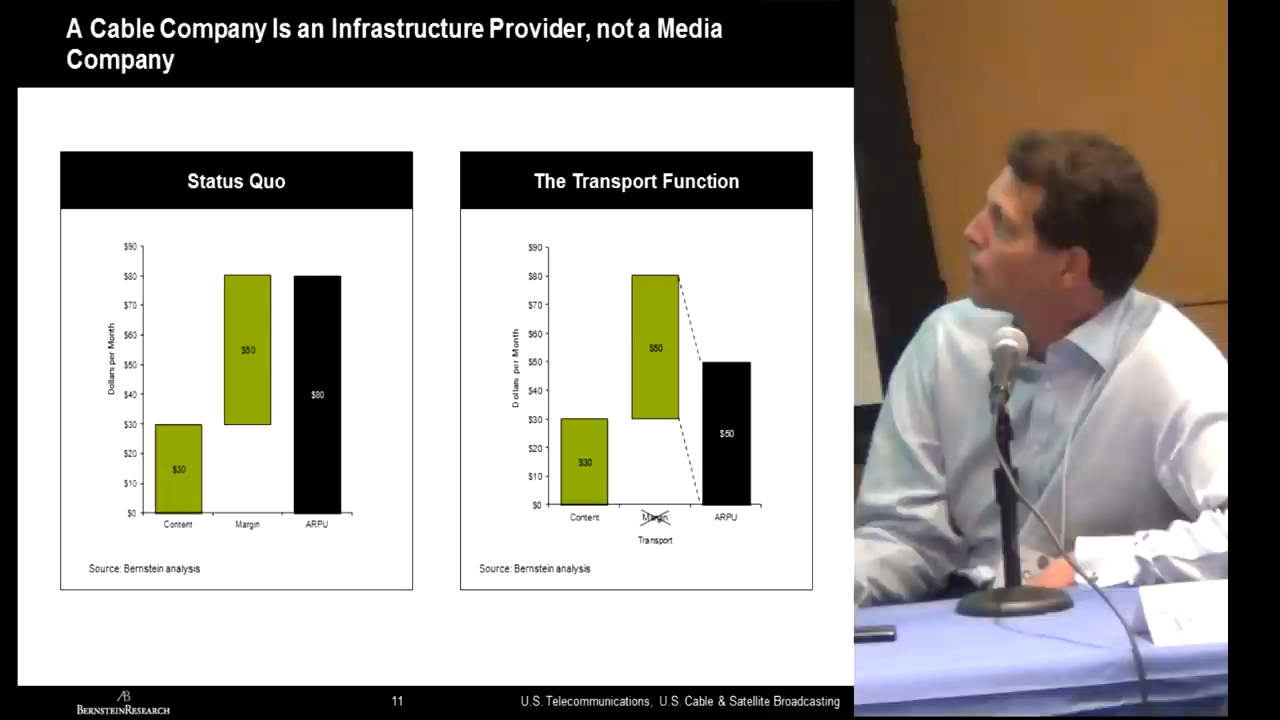 A Cable Company Is an Infrastructure Provider, not a Media
Company
Status Quo
$90
$80
$70
$60
$50
$40
$30
$20
$10
$0
Dollars per Month
$30
$50
$80
Content
Margin
ARPU
Source: Bernstein analysis
The Transport Function
$90
$80
$70
$60
$50
$40
$30
$20
$10
$0
Dollars per Month
$30
$50
$50
Content
Margin
ARPU
Transport
Source: Bernstein analysis
AB
BERNSTEINRESEARCH
11
U.S. Telecommunications, U.S. Cable & Satellite Broadcasting